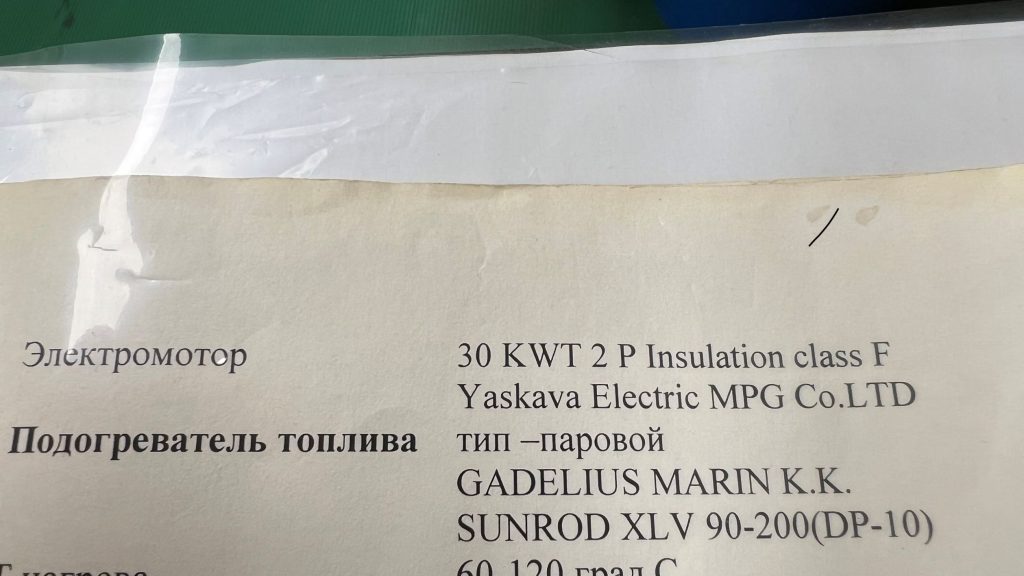 Электромотор 30 KWT 2 P Insulation class F
Yaskava Electric MPG Co.LTD
Подогреватель топлива тип –паровой
GADELIUS MARIN K.K.
SUNROD XLV 90-200(DP-10)
Т нагрева 60-120 град С